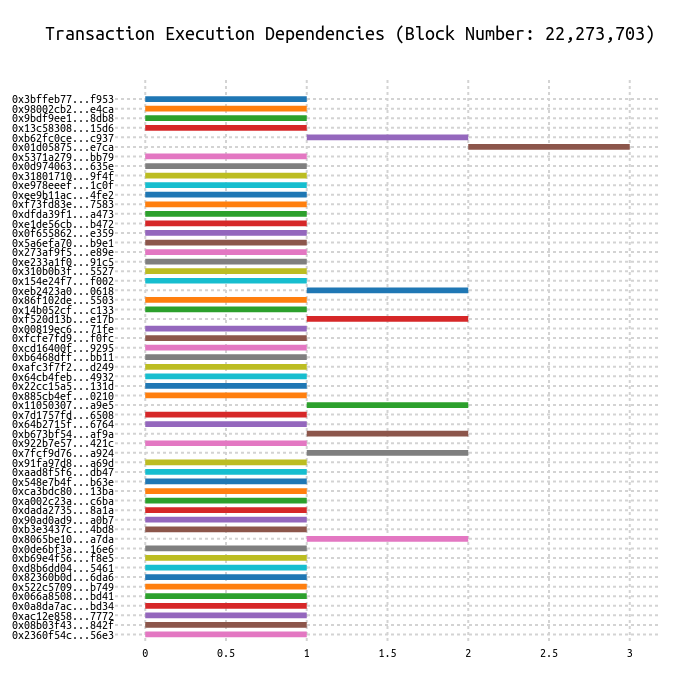 Transaction Execution Dependencies (Block Number: 22,273,703)
0x3bffeb77...f953
0x98002cb2...e4ca
0x9bdf9ee1...8db8
0x13c58308...15d6
0xb62fc0ce...c937
0x01d05875...e7ca
0x5371a279...bb79
0x0d974063...635e
0x31801710...9f4f
0xe978eeef...1c0f
0xee9b11ac...4fe2
0xf73fd83e...7583
0xdfda39f1...a473
0xe1de56cb...b472
0x0f655862...e359
0x5a6efa70...b9e1
0x273af9f5...e89e
0xe233a1f0...91c5
0x310b0b3f...5527
0x154e24f7...f002
0xeb2423a0...0618
0x86f102de...5503
0x14b052cf...c133
0xf520d13b...e17b
0x00819ec6...71fe
0xfcfe7fd9...f0fc
0xcd16400f...9295
0xb6468dff...bb11
0xafc3f7f2...d249
0x64cb4feb...4932
0x22cc15a5...131d
0x885cb4ef...0210
0x11050307...a9e5
0x7d1757fd...6508
0x64b2715f...6764
0xb673bf54...af9a
0x922b7e57...421c
0x7fcf9d76...a924
0x91fa97d8...a69d
0xaad8f5f6...db47
0x548e7b4f...b63e
0xca3bdc80...13ba
0xa002c23a...c6ba
0xdada2735...8a1a
0x90ad0ad9...a0b7
0xb3e3437c...4bd8
0x8065be10...a7da
0x0de6bf3a...16e6
0xb69e4f56...f8e5
0xd8b6dd04...5461
0x82360b0d...6da6
0x522c5709...b749
0x066a8508...bd41
0x0a8da7ac...bd34
0xac12e858...7772
0x08b03f43...842f
0x2360f54c...56e3
0 0.5 1 1.5 2 2.5 3